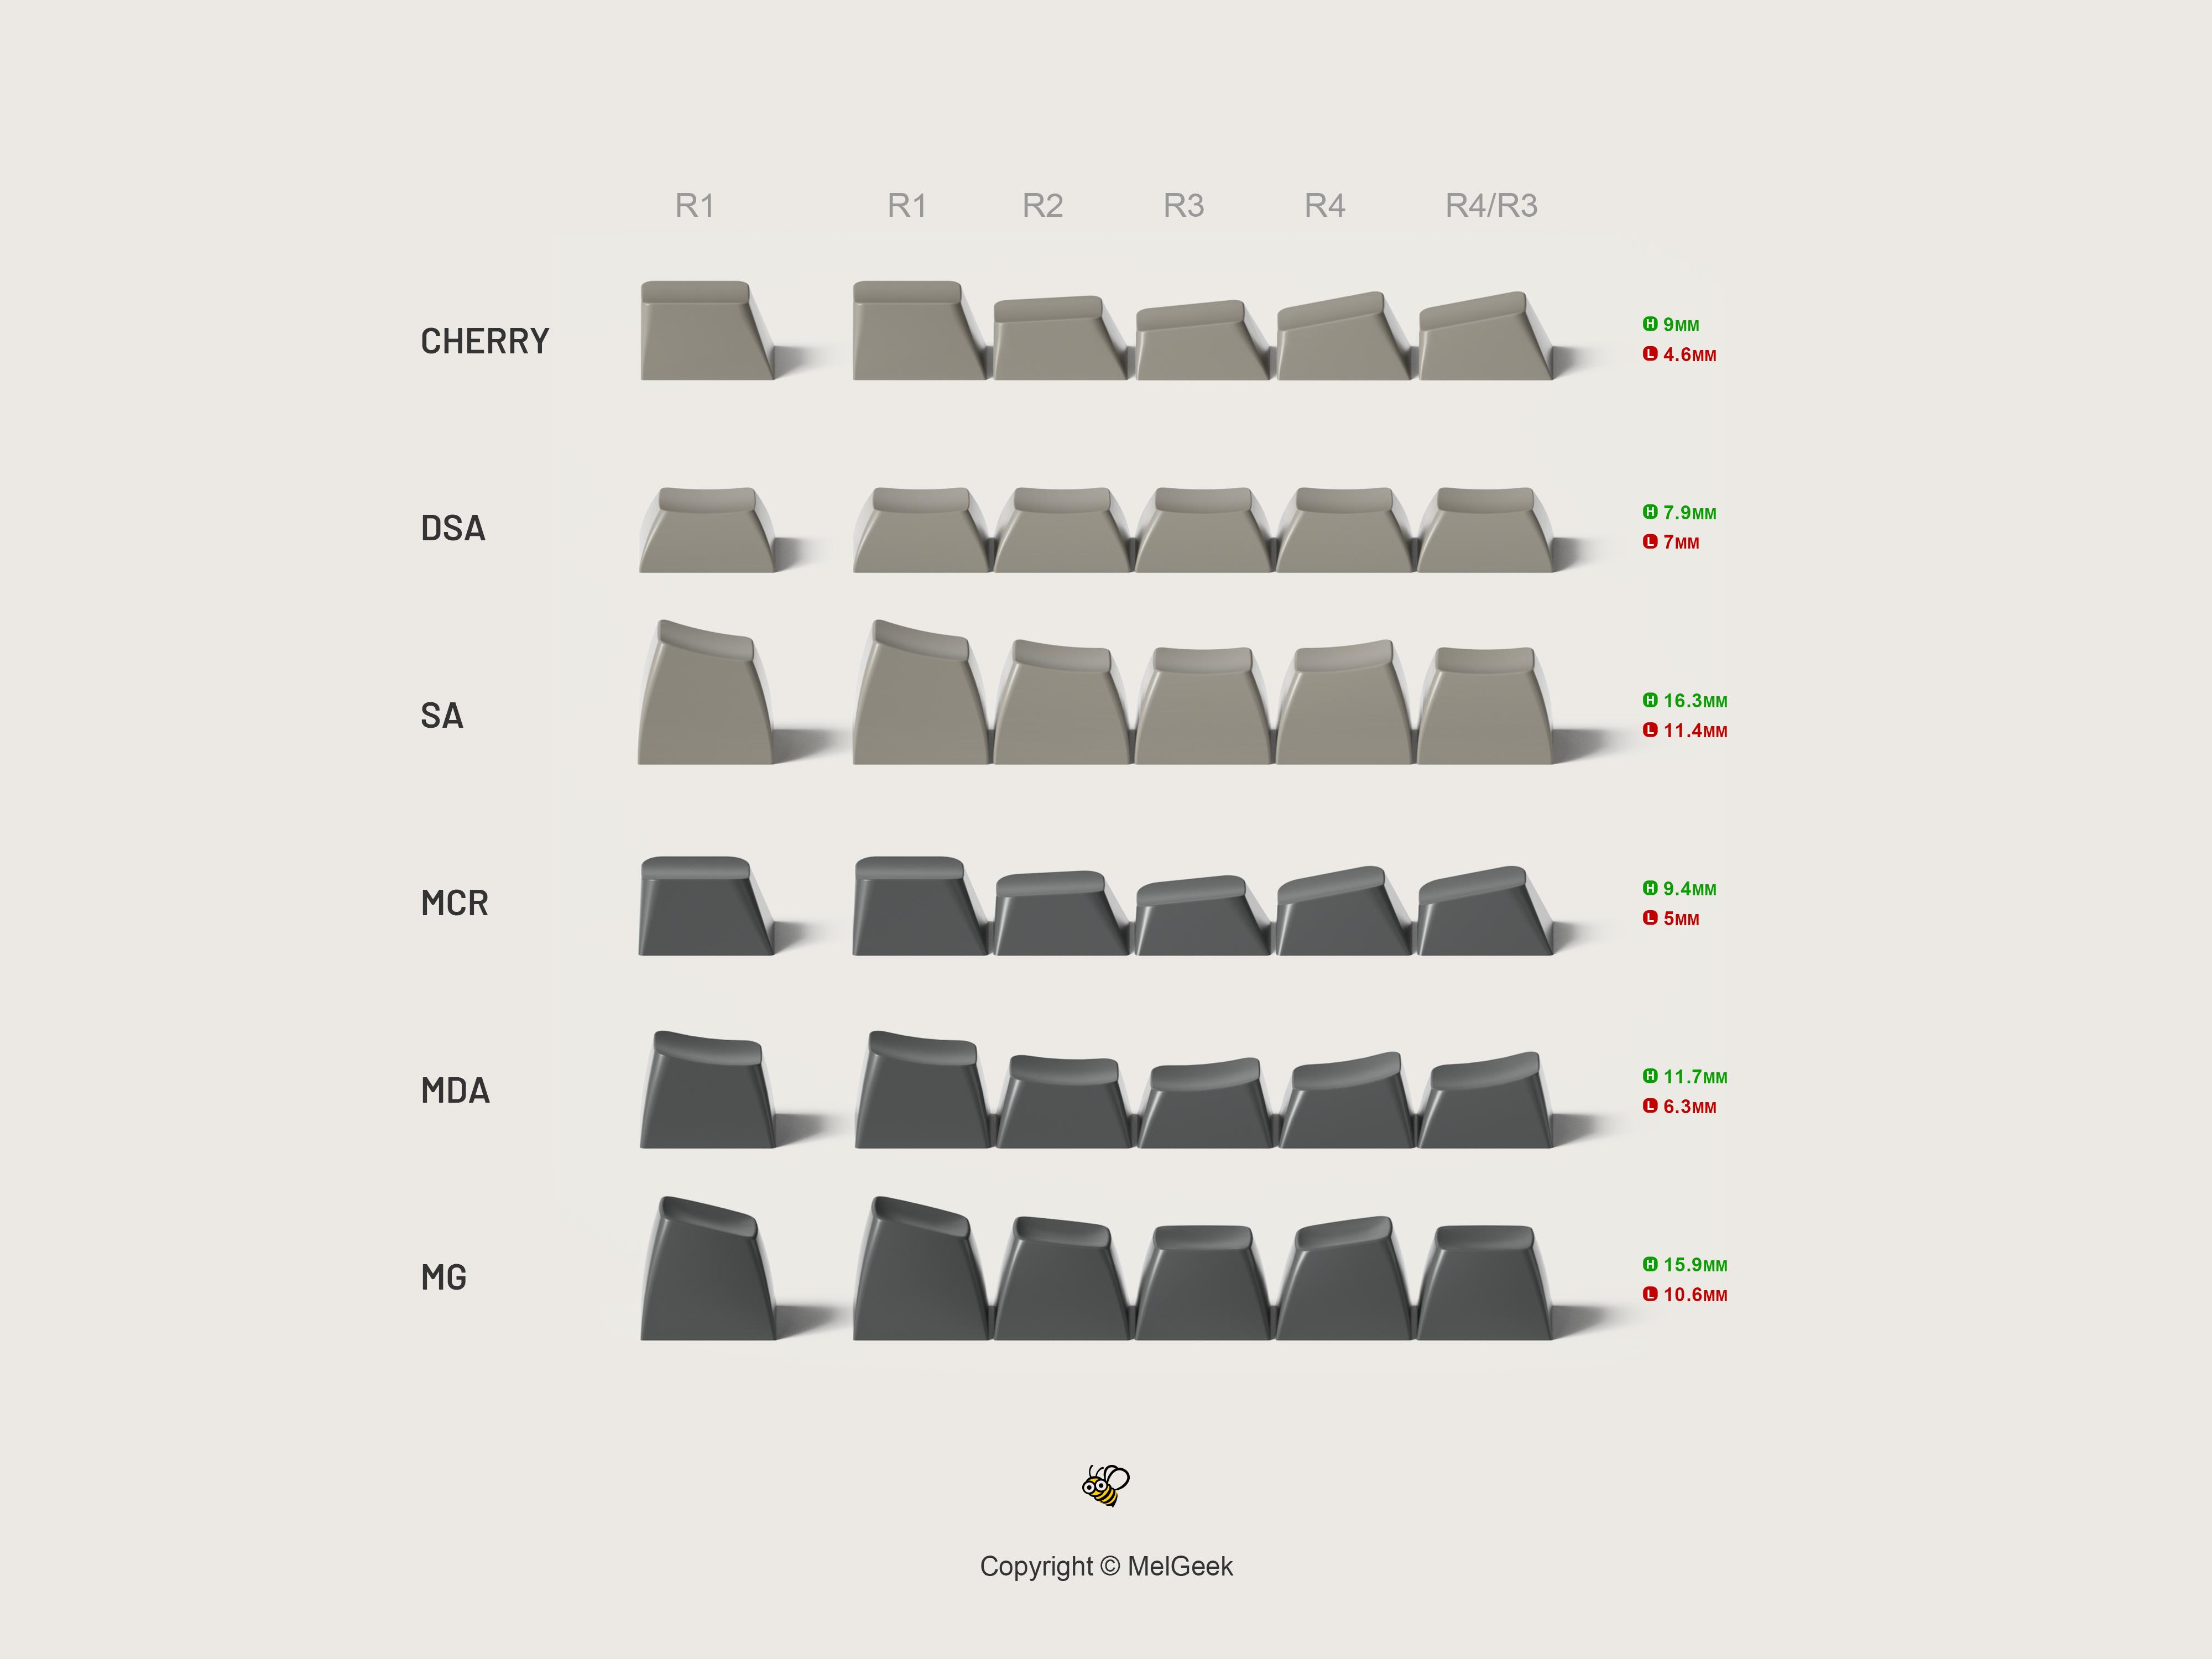 R1 R1 R2 R3 R4 R4/R3
CHERRY
H 9MM
L 4.6MM
DSA
H 7.9MM
L 7MM
SA
H 16.3MM
L 11.4MM
MCR
H 9.4MM
L 5MM
MDA
H 11.7MM
L 6.3MM
MG
H 15.9MM
L 10.6MM
Copyright © MelGeek